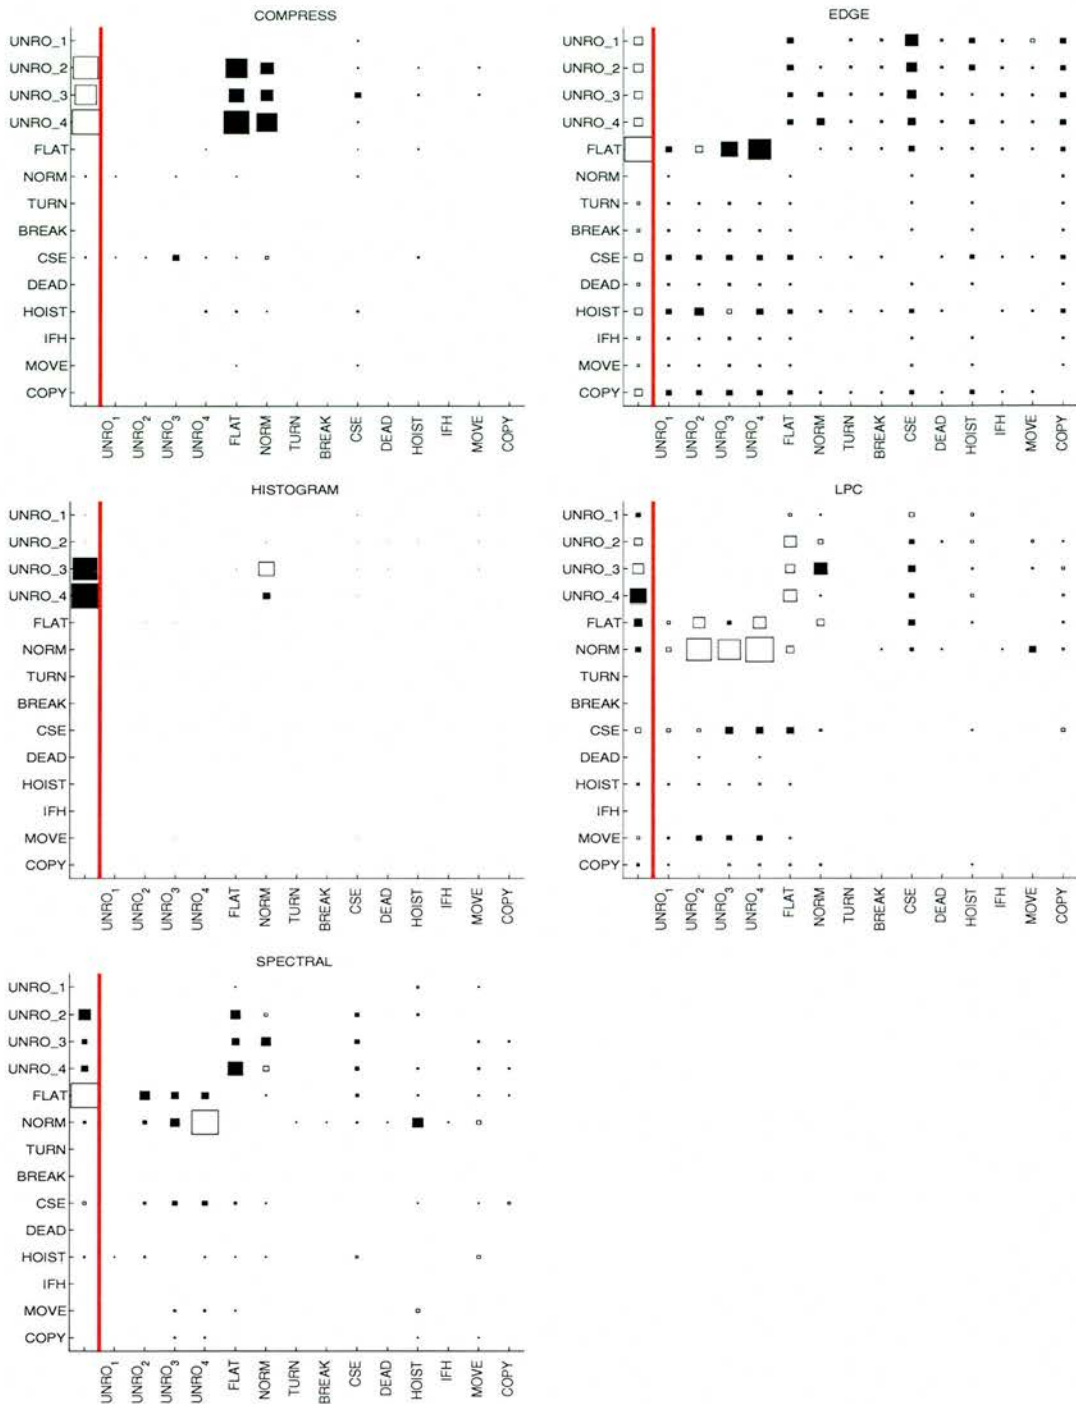 COMPRESS
UNRO_1
UNRO_2
UNRO_3
UNRO_4
FLAT
NORM
TURN
BREAK
CSE
DEAD
HOIST
IFH
MOVE
COPY
UNRO₁
UNRO₂
UNRO₃
UNRO₄
FLAT
NORM
TURN
BREAK
CSE
DEAD
HOIST
IFH
MOVE
COPY
EDGE
UNRO_1
UNRO_2
UNRO_3
UNRO_4
FLAT
NORM
TURN
BREAK
CSE
DEAD
HOIST
IFH
MOVE
COPY
UNRO₁
UNRO₂
UNRO₃
UNRO₄
FLAT
NORM
TURN
BREAK
CSE
DEAD
HOIST
IFH
MOVE
COPY
HISTOGRAM
UNRO_1
UNRO_2
UNRO_3
UNRO_4
FLAT
NORM
TURN
BREAK
CSE
DEAD
HOIST
IFH
MOVE
COPY
UNRO₁
UNRO₂
UNRO₃
UNRO₄
FLAT
NORM
TURN
BREAK
CSE
DEAD
HOIST
IFH
MOVE
COPY
LPC
UNRO_1
UNRO_2
UNRO_3
UNRO_4
FLAT
NORM
TURN
BREAK
CSE
DEAD
HOIST
IFH
MOVE
COPY
UNRO₁
UNRO₂
UNRO₃
UNRO₄
FLAT
NORM
TURN
BREAK
CSE
DEAD
HOIST
IFH
MOVE
COPY
SPECTRAL
UNRO_1
UNRO_2
UNRO_3
UNRO_4
FLAT
NORM
TURN
BREAK
CSE
DEAD
HOIST
IFH
MOVE
COPY
UNRO₁
UNRO₂
UNRO₃
UNRO₄
FLAT
NORM
TURN
BREAK
CSE
DEAD
HOIST
IFH
MOVE
COPY